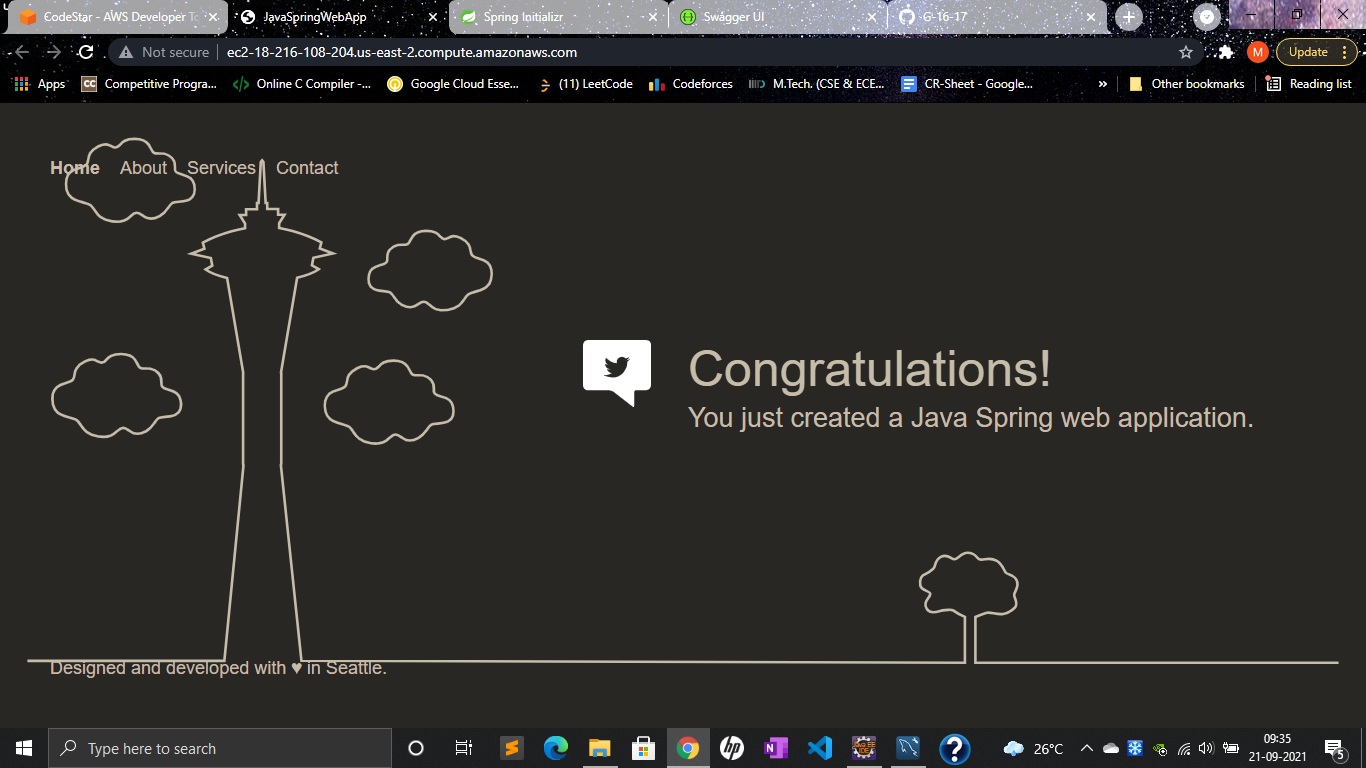 CodeStar - AWS Developer T
JavaSpringWebApp
Spring Initializr
Swagger UI
G-16-17
Not secure
ec2-18-216-108-204.us-east-2.compute.amazonaws.com
M
Update
Apps
CC
Competitive Progra...
Online C Compiler -...
Google Cloud Esse...
(11) LeetCode
Codeforces
M.Tech. (CSE & ECE...
CR-Sheet - Google...
»
Other bookmarks
Reading list
Home
About
Services
Contact
Congratulations!
You just created a Java Spring web application.
Designed and developed with ♥ in Seattle.
Type here to search
hp
N
?
26°C
09:35
21-09-2021
5